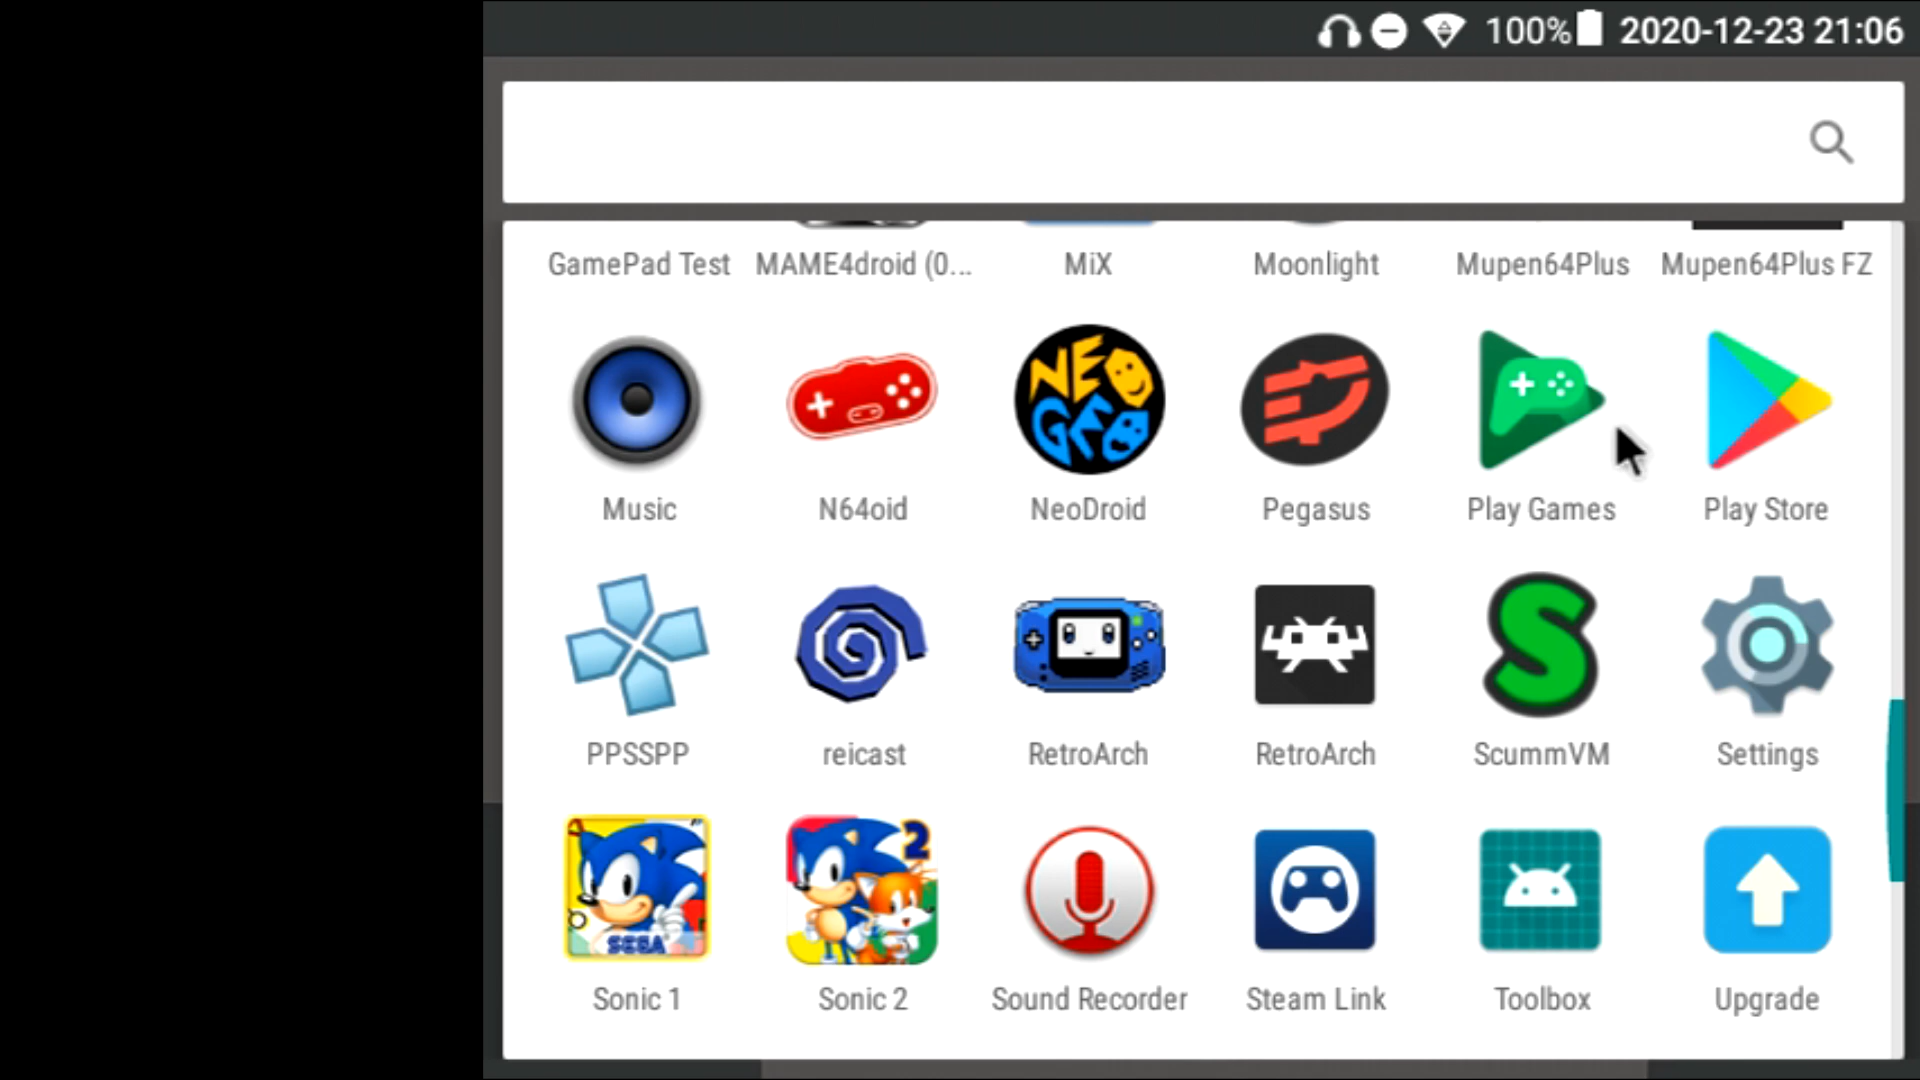 100% 2020-12-23 21:06
GamePad Test MAME4droid (0... MiX Moonlight Mupen64Plus Mupen64Plus FZ
NEO
GEO
Music N64oid NeoDroid Pegasus Play Games Play Store
S
PPSSPP reicast RetroArch RetroArch ScummVM Settings
2
SEGA
Sonic 1 Sonic 2 Sound Recorder Steam Link Toolbox Upgrade